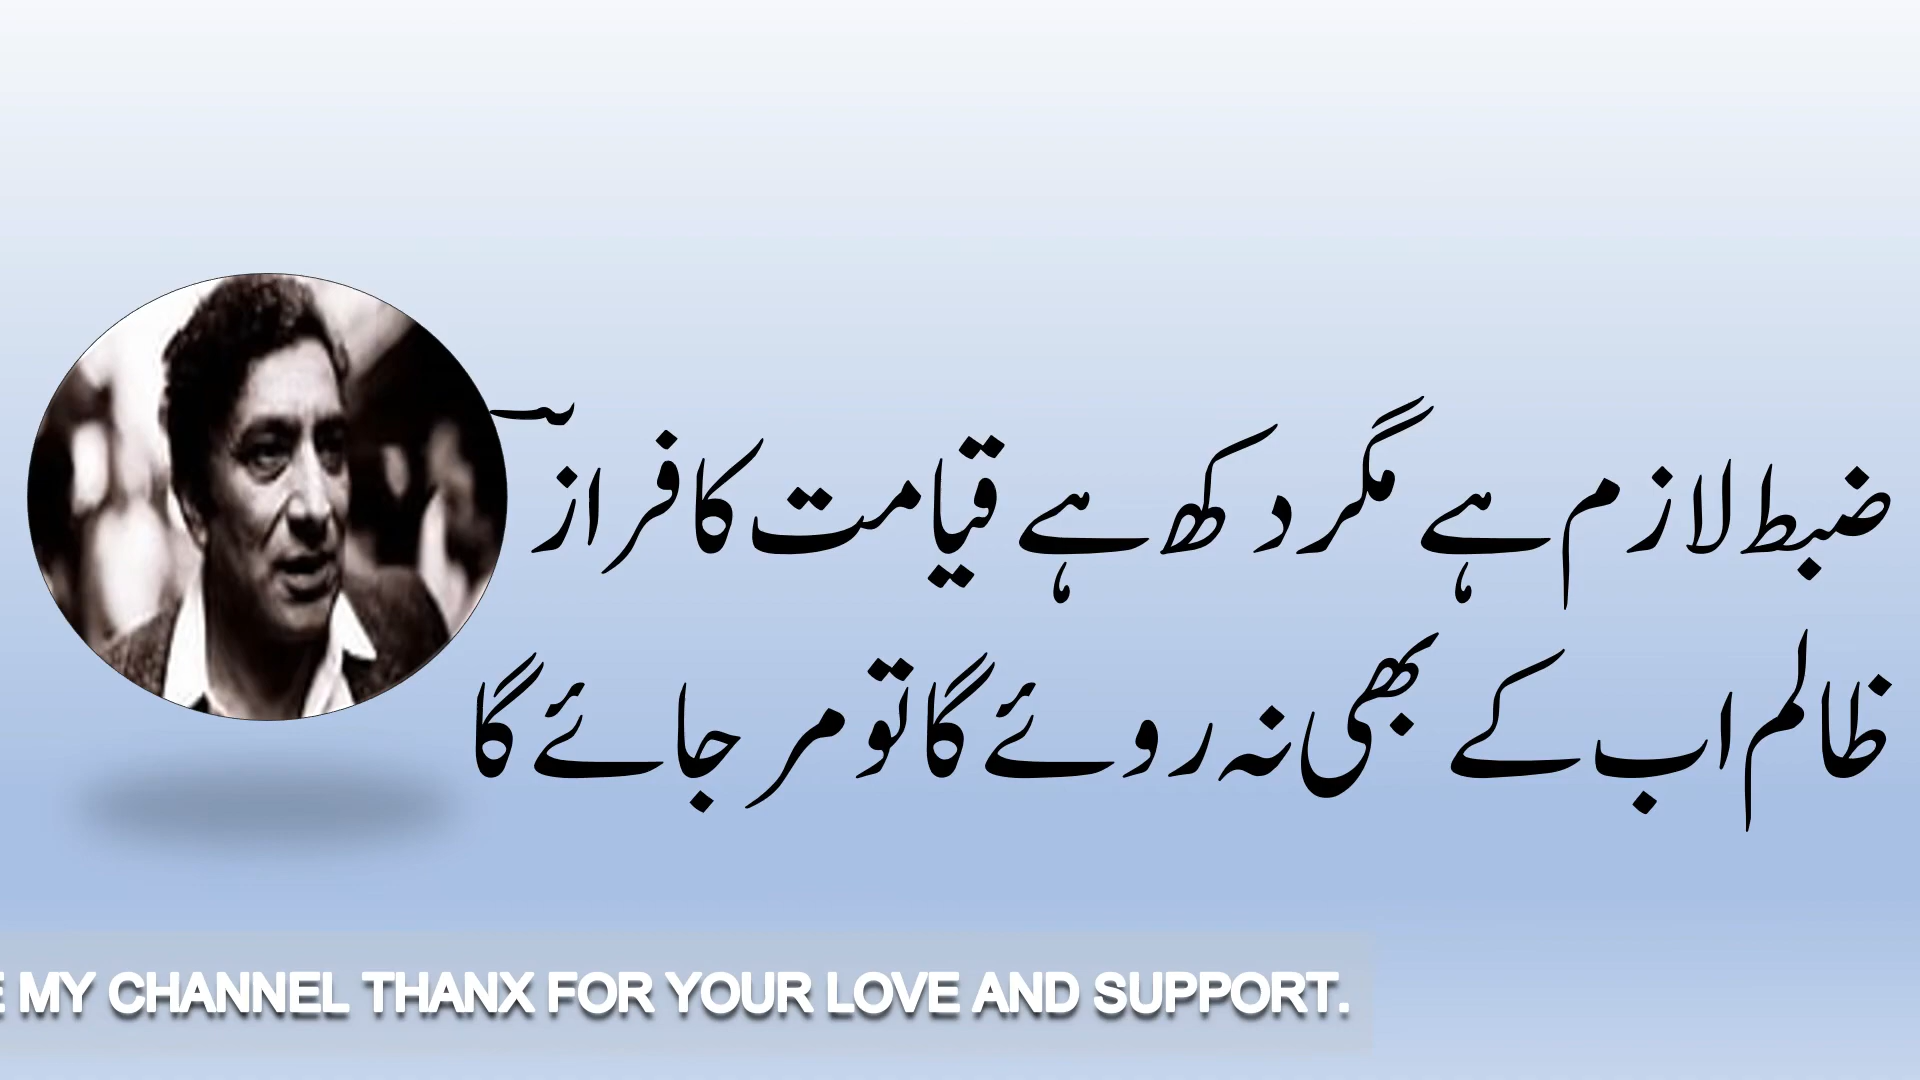 ضبط لازم ہے مگر دکھ ہے قیامت کا فرازؔ
ظالم اب کے بھی نہ روئے گا تو مر جائے گا
MY CHANNEL THANX FOR YOUR LOVE AND SUPPORT.